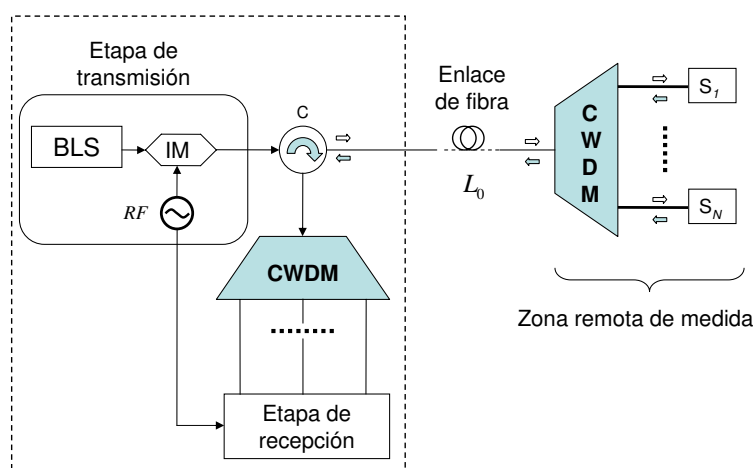 Etapa de
transmisión
BLS
IM
RF
C
Enlace
de fibra
L0
C
W
D
M
S1
SN
CWDM
Zona remota de medida
Etapa de
recepción